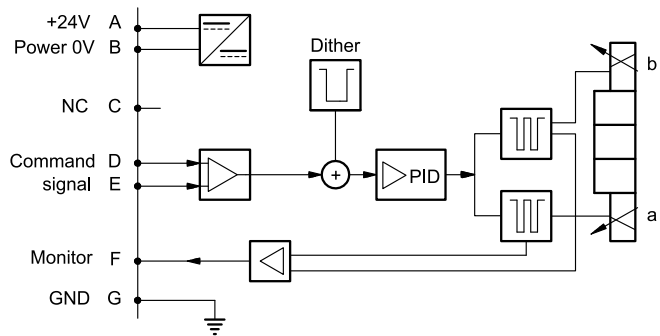 +24V A
Power 0V B
Dither
b
NC C
Command D
signal E
+
PID
a
Monitor F
GND G